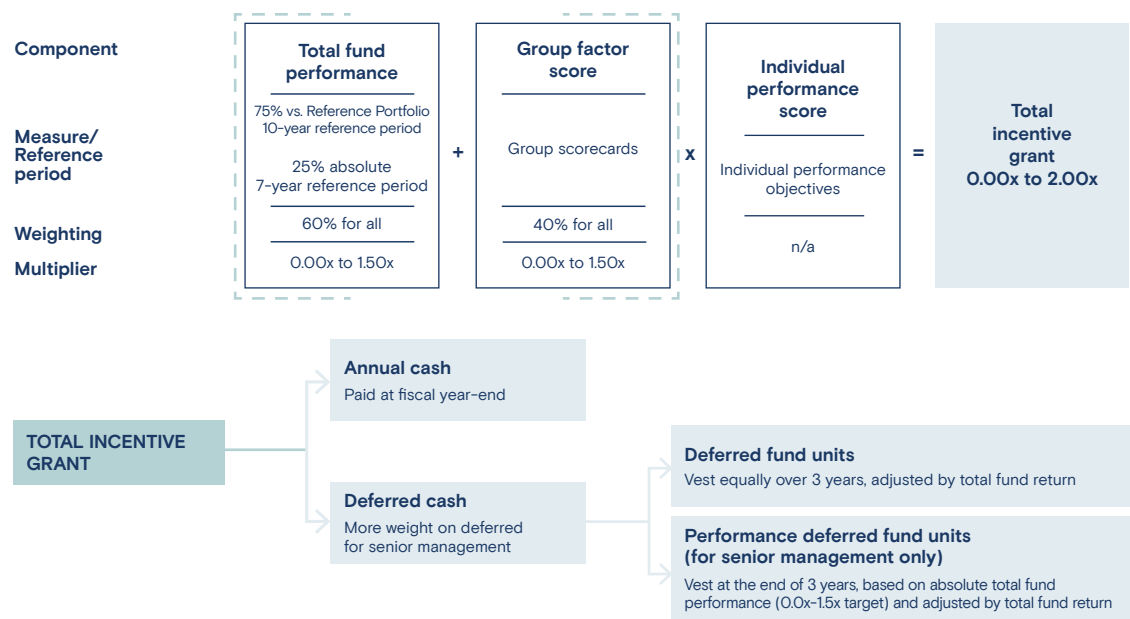 Component
Total fund
performance
Group factor
score
Individual
performance
score
Measure/
Reference
period
75% vs. Reference Portfolio
10-year reference period
25% absolute
7-year reference period
+
Group scorecards
x
Individual performance
objectives
=
Total
incentive
grant
0.00x to 2.00x
Weighting
60% for all
40% for all
n/a
Multiplier
0.00x to 1.50x
0.00x to 1.50x
TOTAL INCENTIVE
GRANT
Annual cash
Paid at fiscal year-end
Deferred cash
More weight on deferred
for senior management
Deferred fund units
Vest equally over 3 years, adjusted by total fund return
Performance deferred fund units
(for senior management only)
Vest at the end of 3 years, based on absolute total fund
performance (0.0x-1.5x target) and adjusted by total fund return